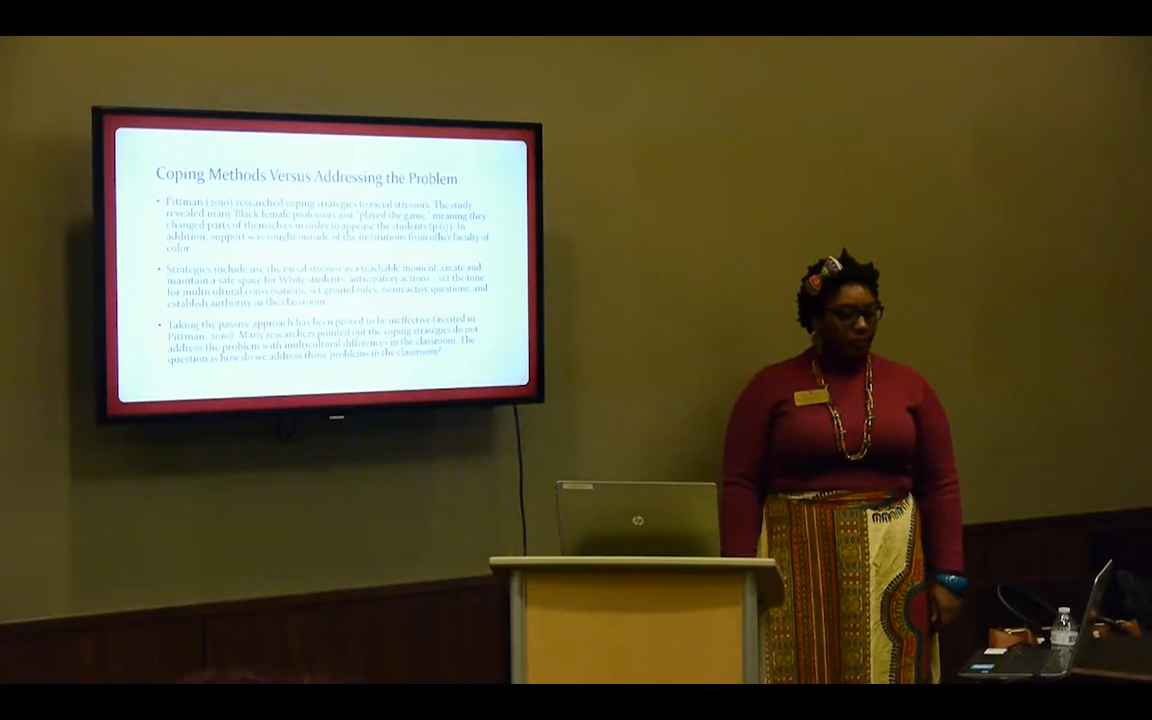 Coping Methods Versus Addressing the Problem
• Pittman (2010) researched coping strategies to racial stressors. The study
revealed many Black female professors just "played the game," meaning they
changed parts of themselves in order to appease the students (p.67). In
addition, support was sought outside of the institutions from other faculty of
color.
• Strategies include use the racial stressor as a teachable moment, create and
maintain a safe space for White students, anticipatory actions – set the tone
for multicultural conversations, set ground rules, nonreactive questions, and
establish authority in the classroom.
• Taking the passive approach has been proved to be ineffective (as cited in
Pittman, 2010). Many researchers pointed out the coping strategies do not
address the problem with multicultural differences in the classroom. The
question is how do we address those problems in the classroom?
SAMSUNG
hp